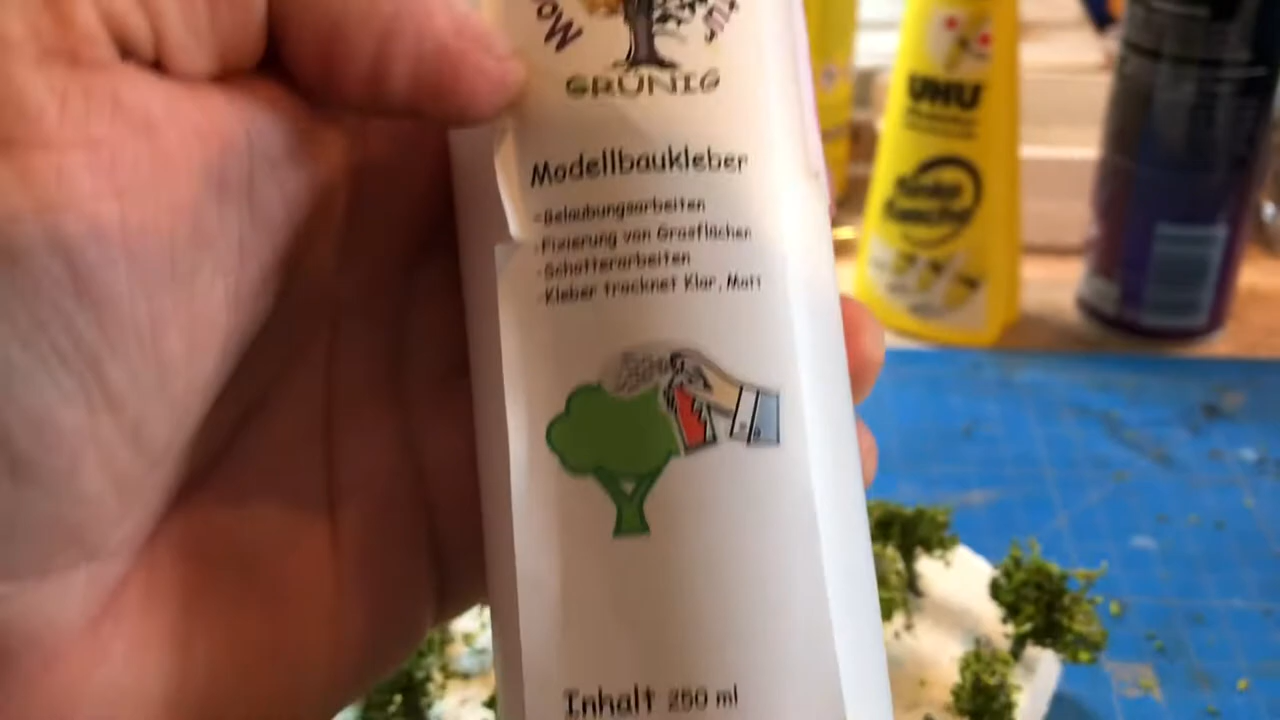 GRÜNIG
Modellbaukleber
-Belaubungsarbeiten
-Fixierung von Grasflächen
-Schotterarbeiten
-Kleber trocknet Klar, Matt
Inhalt 250 ml
UHU